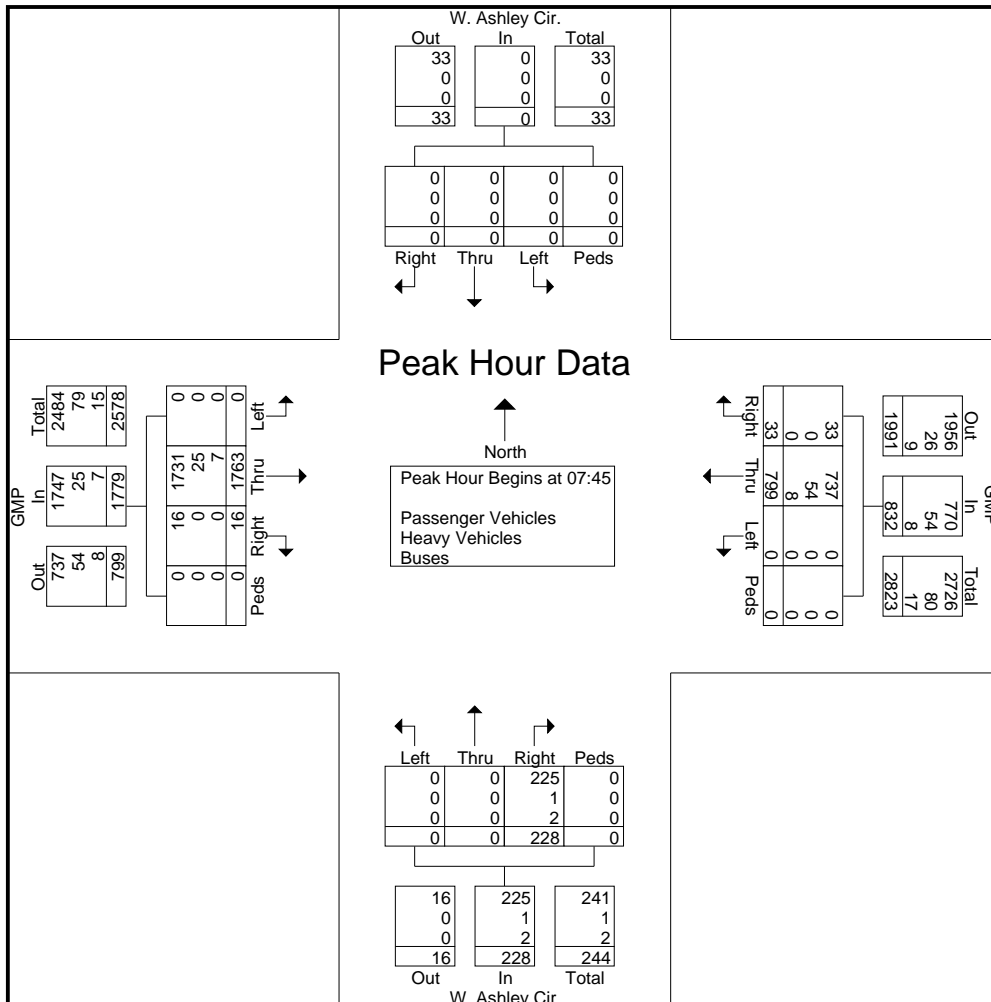 W. Ashley Cir.
Out In Total
33 0 33
0 0 0
0 0 0
33 0 33
0 0 0 0
0 0 0 0
0 0 0 0
0 0 0 0
Right Thru Left Peds
Peak Hour Data
North
Peak Hour Begins at 07:45
Passenger Vehicles
Heavy Vehicles
Buses
GMP
Total
2484
79
15
2578
In
1747
25
7
1779
Out
737
54
8
799
Left
0
0
0
0
Thru
1731
25
7
1763
Right
16
0
0
16
Peds
0
0
0
0
Right
33
0
0
33
Thru
737
54
8
799
Left
0
0
0
0
Peds
0
0
0
0
GMP
Out
1956
26
9
1991
In
770
54
8
832
Total
2726
80
17
2823
Left Thru Right Peds
0 0 225 0
0 0 1 0
0 0 2 0
0 0 228 0
16 225 241
0 1 1
0 2 2
16 228 244
Out In Total
W. Ashley Cir.